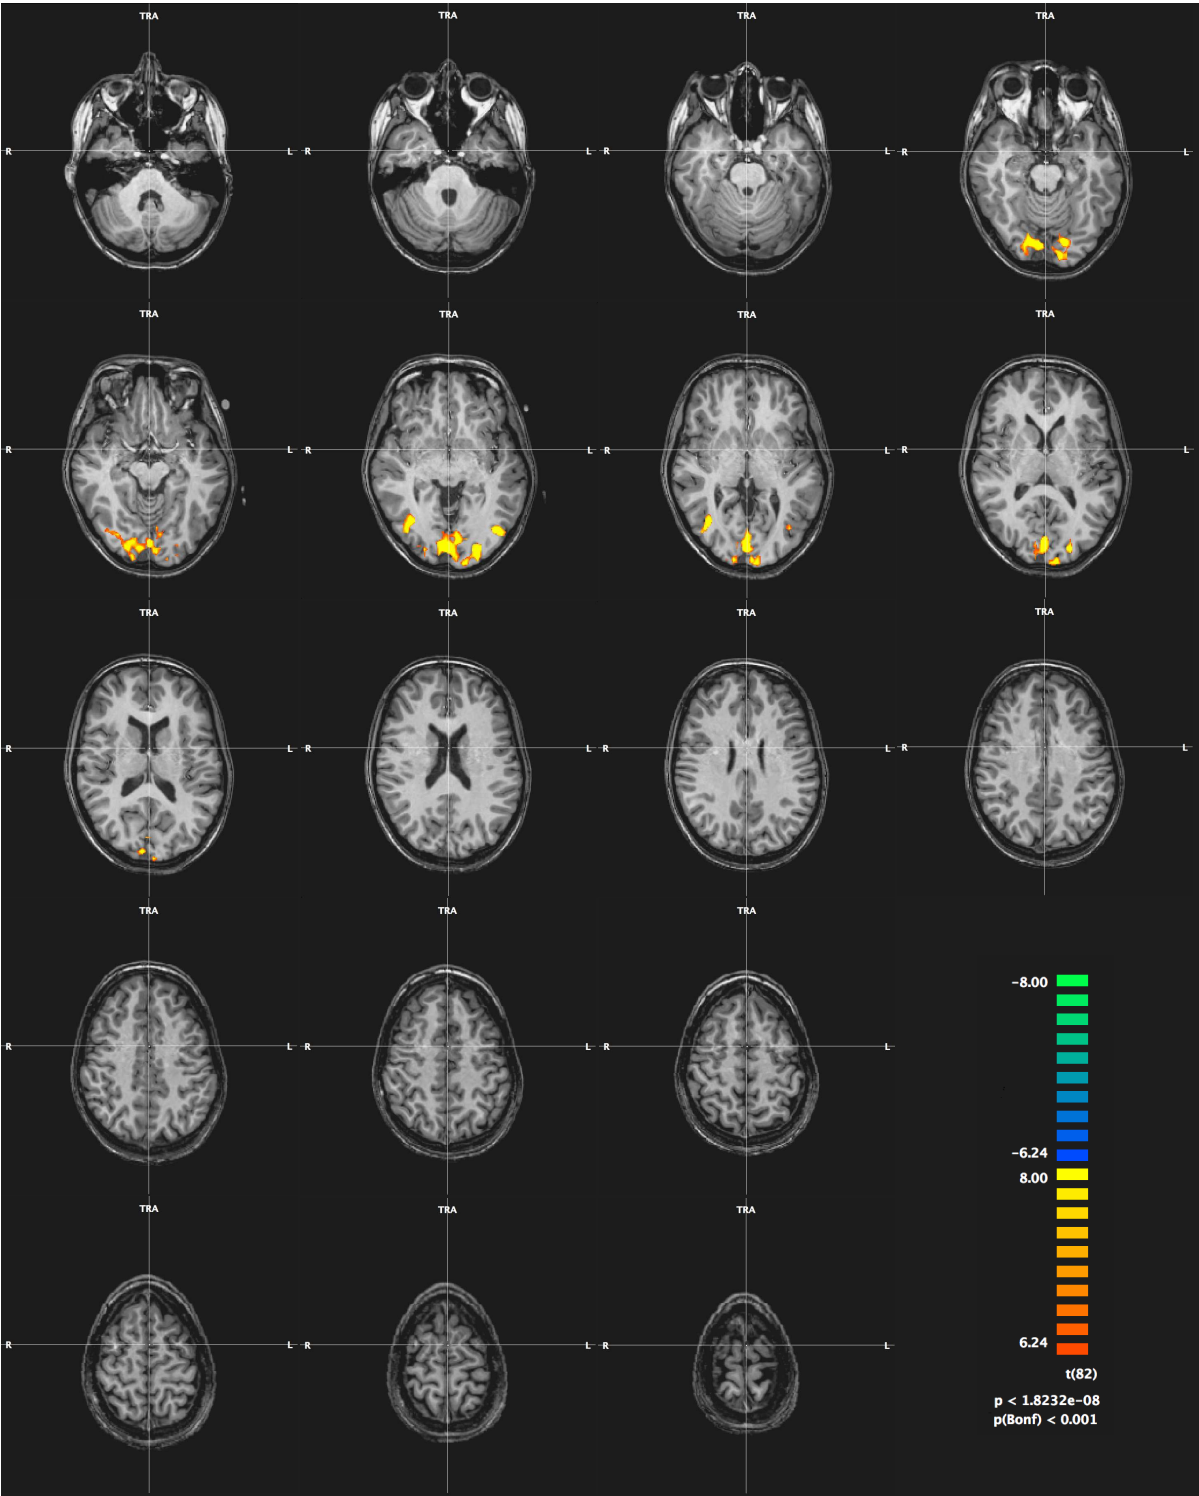 TRA TRA TRA TRA
R L R L R L R L
TRA TRA TRA TRA
R L R L R L R L
TRA TRA TRA TRA
R L R L R L R L
TRA TRA TRA
R L R L R L
−8.00
−6.24
8.00
6.24
t(82)
p < 1.8232e−08
p(Bonf) < 0.001
TRA TRA TRA
R L R L L